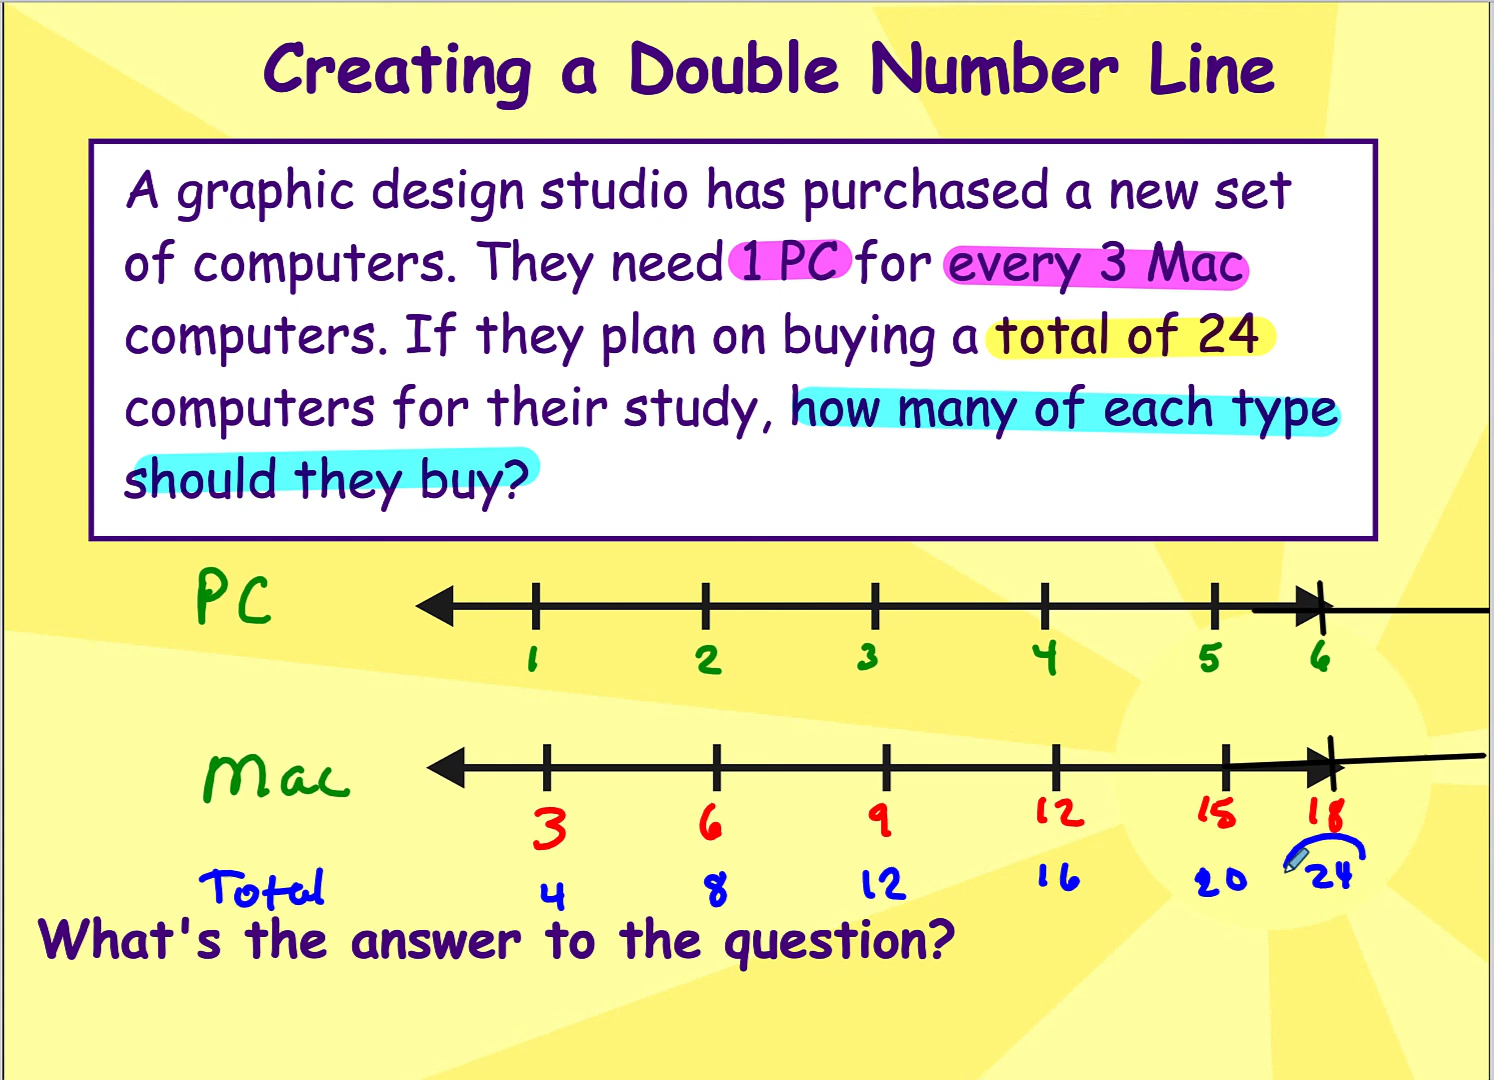 Creating a Double Number Line
A graphic design studio has purchased a new set
of computers. They need 1 PC for every 3 Mac
computers. If they plan on buying a total of 24
computers for their study, how many of each type
should they buy?
PC
1 2 3 4 5 6
Mac
3 6 9 12 15 18
Total 4 8 12 16 20 24
What's the answer to the question?